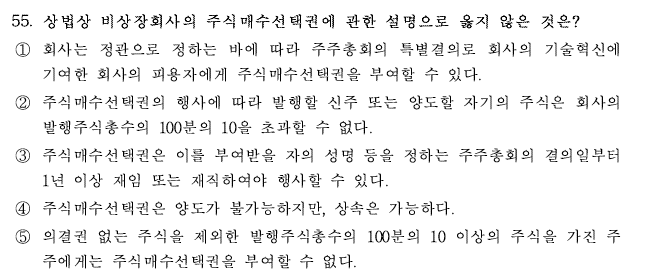 55. 상법상 비상장회사의 주식매수선택권에 관한 설명으로 옳지 않은 것은?
① 회사는 정관으로 정하는 바에 따라 주주총회의 특별결의로 회사의 기술혁신에
기여한 회사의 피용자에게 주식매수선택권을 부여할 수 있다.
② 주식매수선택권의 행사에 따라 발행할 신주 또는 양도할 자기의 주식은 회사의
발행주식총수의 100분의 10을 초과할 수 없다.
③ 주식매수선택권은 이를 부여받을 자의 성명 등을 정하는 주주총회의 결의일부터
1년 이상 재임 또는 재직하여야 행사할 수 있다.
④ 주식매수선택권은 양도가 불가능하지만, 상속은 가능하다.
⑤ 의결권 없는 주식을 제외한 발행주식총수의 100분의 10 이상의 주식을 가진 주
주에게는 주식매수선택권을 부여할 수 없다.